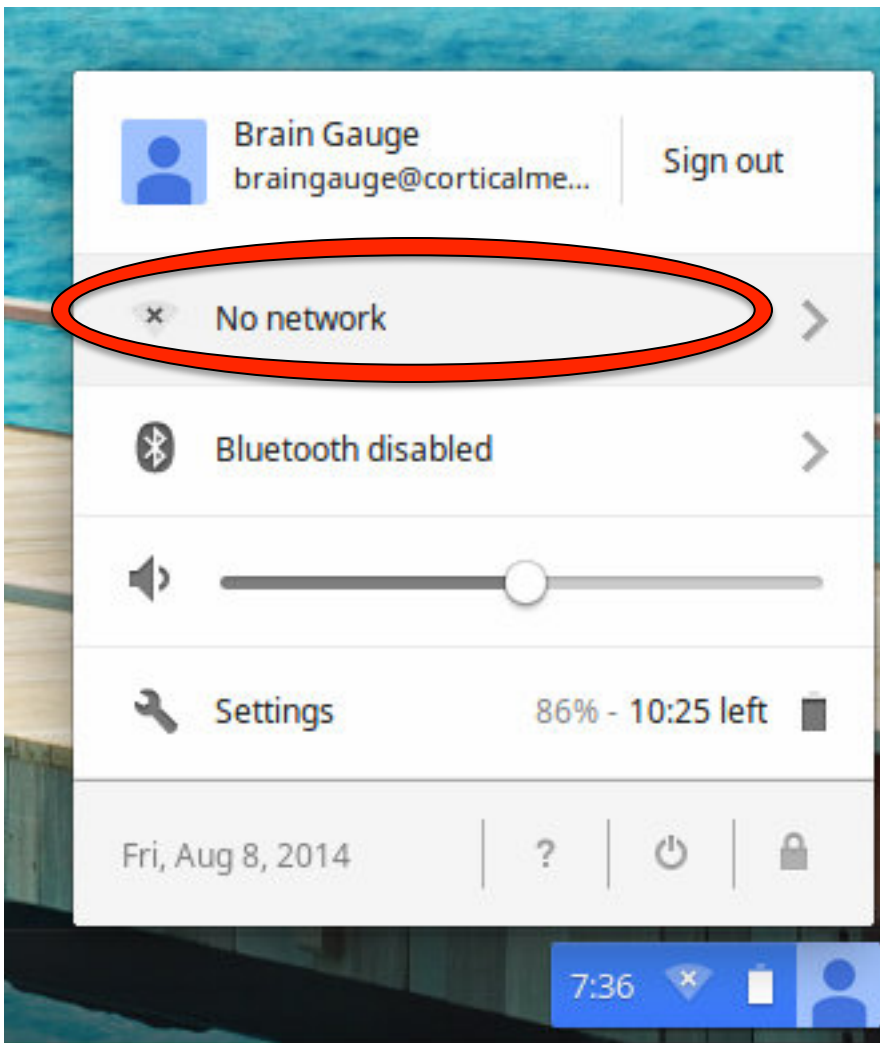 Brain Gauge
braingauge@corticalme...
Sign out
No network
Bluetooth disabled
Settings 86% - 10:25 left
Fri, Aug 8, 2014 ?
7:36